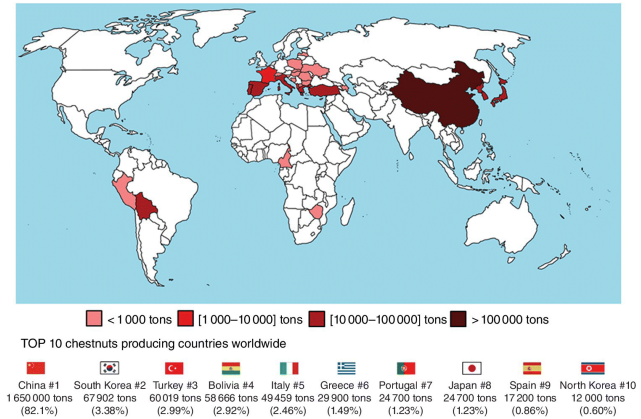 < 1 000 tons [1 000–10 000] tons [10 000–100 000] tons > 100 000 tons
TOP 10 chestnuts producing countries worldwide
China #1 South Korea #2 Turkey #3 Bolivia #4 Italy #5 Greece #6 Portugal #7 Japan #8 Spain #9 North Korea #10
1 650 000 tons 67 902 tons 60 019 tons 58 666 tons 49 459 tons 29 900 tons 24 700 tons 24 700 tons 17 200 tons 12 000 tons
(82.1%) (3.38%) (2.99%) (2.92%) (2.46%) (1.49%) (1.23%) (1.23%) (0.86%) (0.60%)